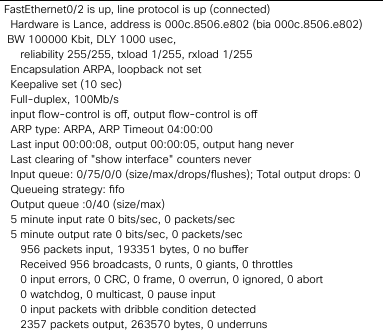 FastEthernet0/2 is up, line protocol is up (connected)
Hardware is Lance, address is 000c.8506.e802 (bia 000c.8506.e802)
BW 100000 Kbit, DLY 1000 usec,
reliability 255/255, txload 1/255, rxload 1/255
Encapsulation ARPA, loopback not set
Keepalive set (10 sec)
Full-duplex, 100Mb/s
input flow-control is off, output flow-control is off
ARP type: ARPA, ARP Timeout 04:00:00
Last input 00:00:08, output 00:00:05, output hang never
Last clearing of "show interface" counters never
Input queue: 0/75/0/0 (size/max/drops/flushes); Total output drops: 0
Queueing strategy: fifo
Output queue :0/40 (size/max)
5 minute input rate 0 bits/sec, 0 packets/sec
5 minute output rate 0 bits/sec, 0 packets/sec
956 packets input, 193351 bytes, 0 no buffer
Received 956 broadcasts, 0 runts, 0 giants, 0 throttles
0 input errors, 0 CRC, 0 frame, 0 overrun, 0 ignored, 0 abort
0 watchdog, 0 multicast, 0 pause input
0 input packets with dribble condition detected
2357 packets output, 263570 bytes, 0 underruns